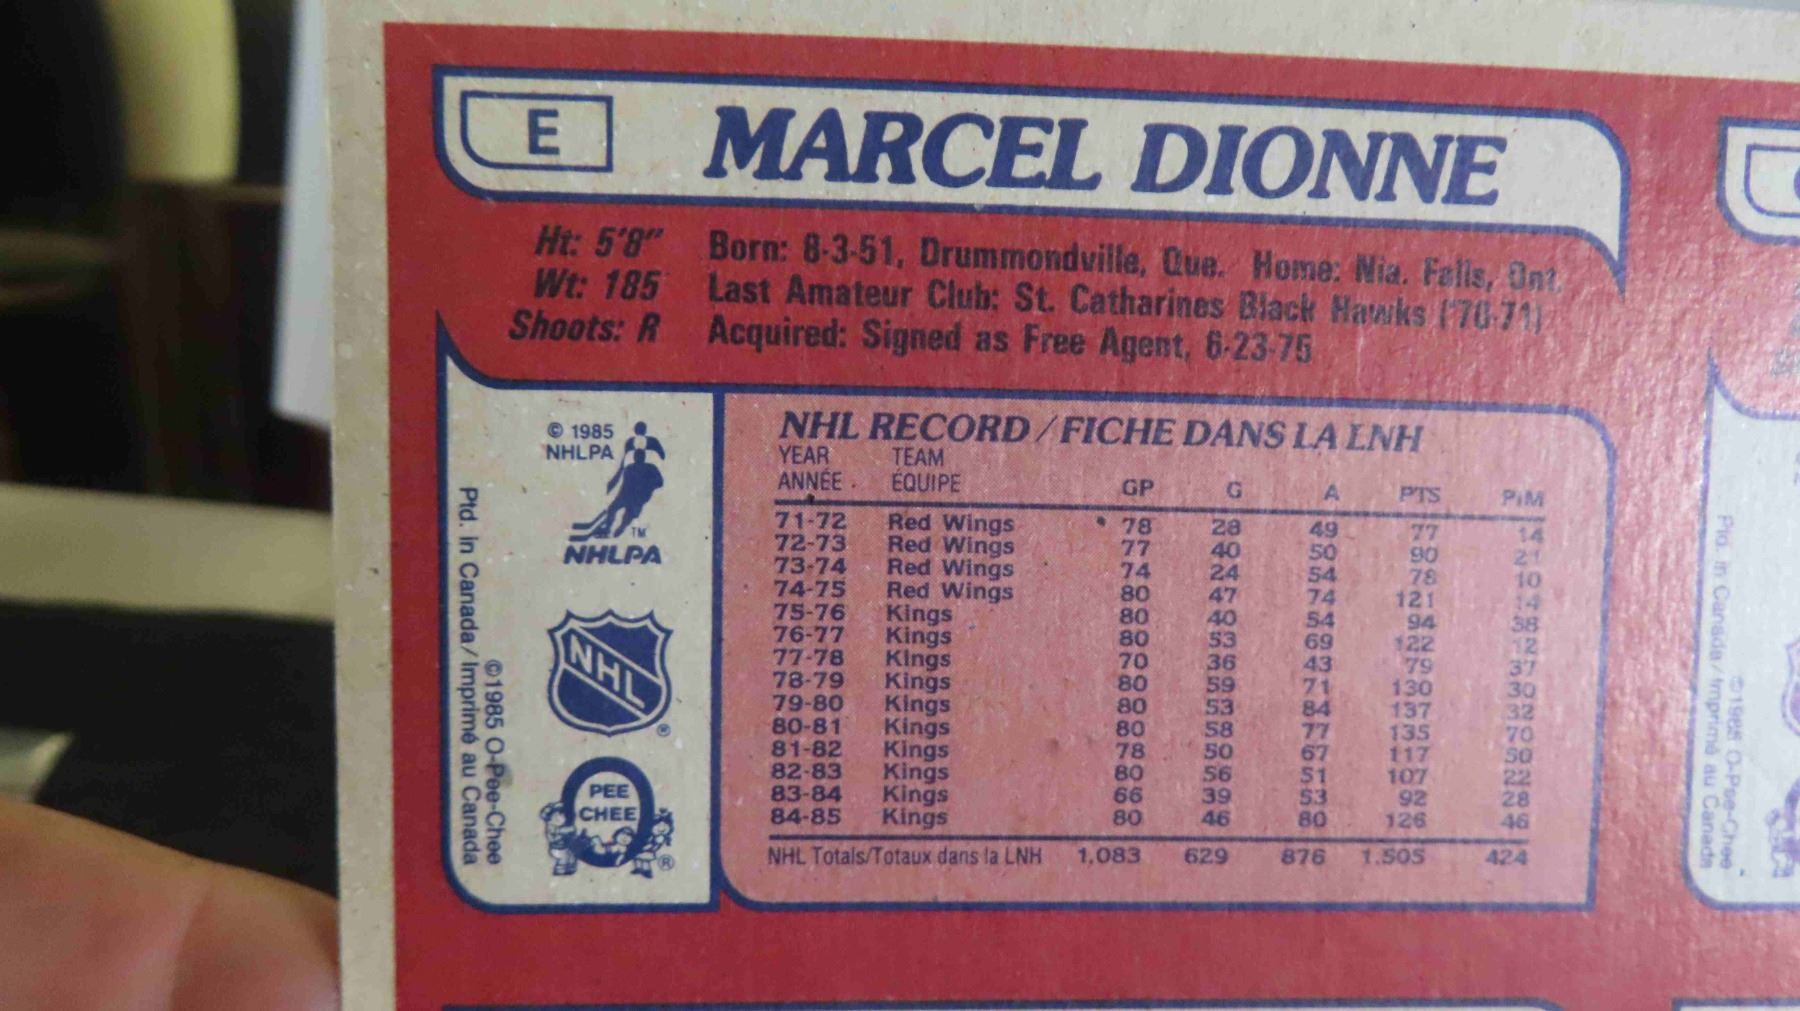 E MARCEL DIONNE
Ht: 5'8" Born: 8-3-51, Drummondville, Que. Home: Nia. Falls, Ont.
Wt: 185 Last Amateur Club: St. Catharines Black Hawks ('70-71)
Shoots: R Acquired: Signed as Free Agent, 6-23-75
© 1985
NHLPA
TM
NHLPA
NHL
®
PEE
CHEE
®
©1985 O-Pee-Chee
Ptd. in Canada/Imprimé au Canada
NHL RECORD/FICHE DANS LA LNH
YEAR TEAM
ANNÉE ÉQUIPE GP G A PTS PIM
71-72 Red Wings 78 28 49 77 14
72-73 Red Wings 77 40 50 90 21
73-74 Red Wings 74 24 54 78 10
74-75 Red Wings 80 47 74 121 14
75-76 Kings 80 40 54 94 38
76-77 Kings 80 53 69 122 12
77-78 Kings 70 36 43 79 37
78-79 Kings 80 59 71 130 30
79-80 Kings 80 53 84 137 32
80-81 Kings 80 58 77 135 70
81-82 Kings 78 50 67 117 50
82-83 Kings 80 56 51 107 22
83-84 Kings 66 39 53 92 28
84-85 Kings 80 46 80 126 46
NHL Totals/Totaux dans la LNH 1,083 629 876 1,505 424
©1985 O-Pee-Chee
Ptd. in Canada/Imprimé au Canada